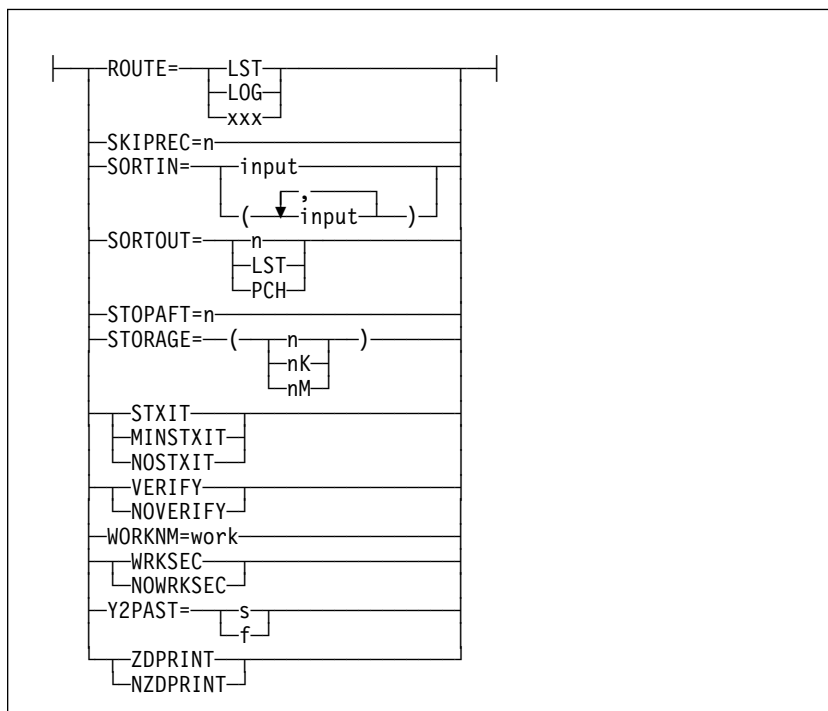 ROUTE= LST
LOG
xxx
SKIPREC=n
SORTIN= input
,
( input )
SORTOUT= n
LST
PCH
STOPAFT=n
STORAGE= ( n )
nK
nM
STXIT
MINSTXIT
NOSTXIT
VERIFY
NOVERIFY
WORKNM=work
WRKSEC
NOWRKSEC
Y2PAST= s
f
ZDPRINT
NZDPRINT